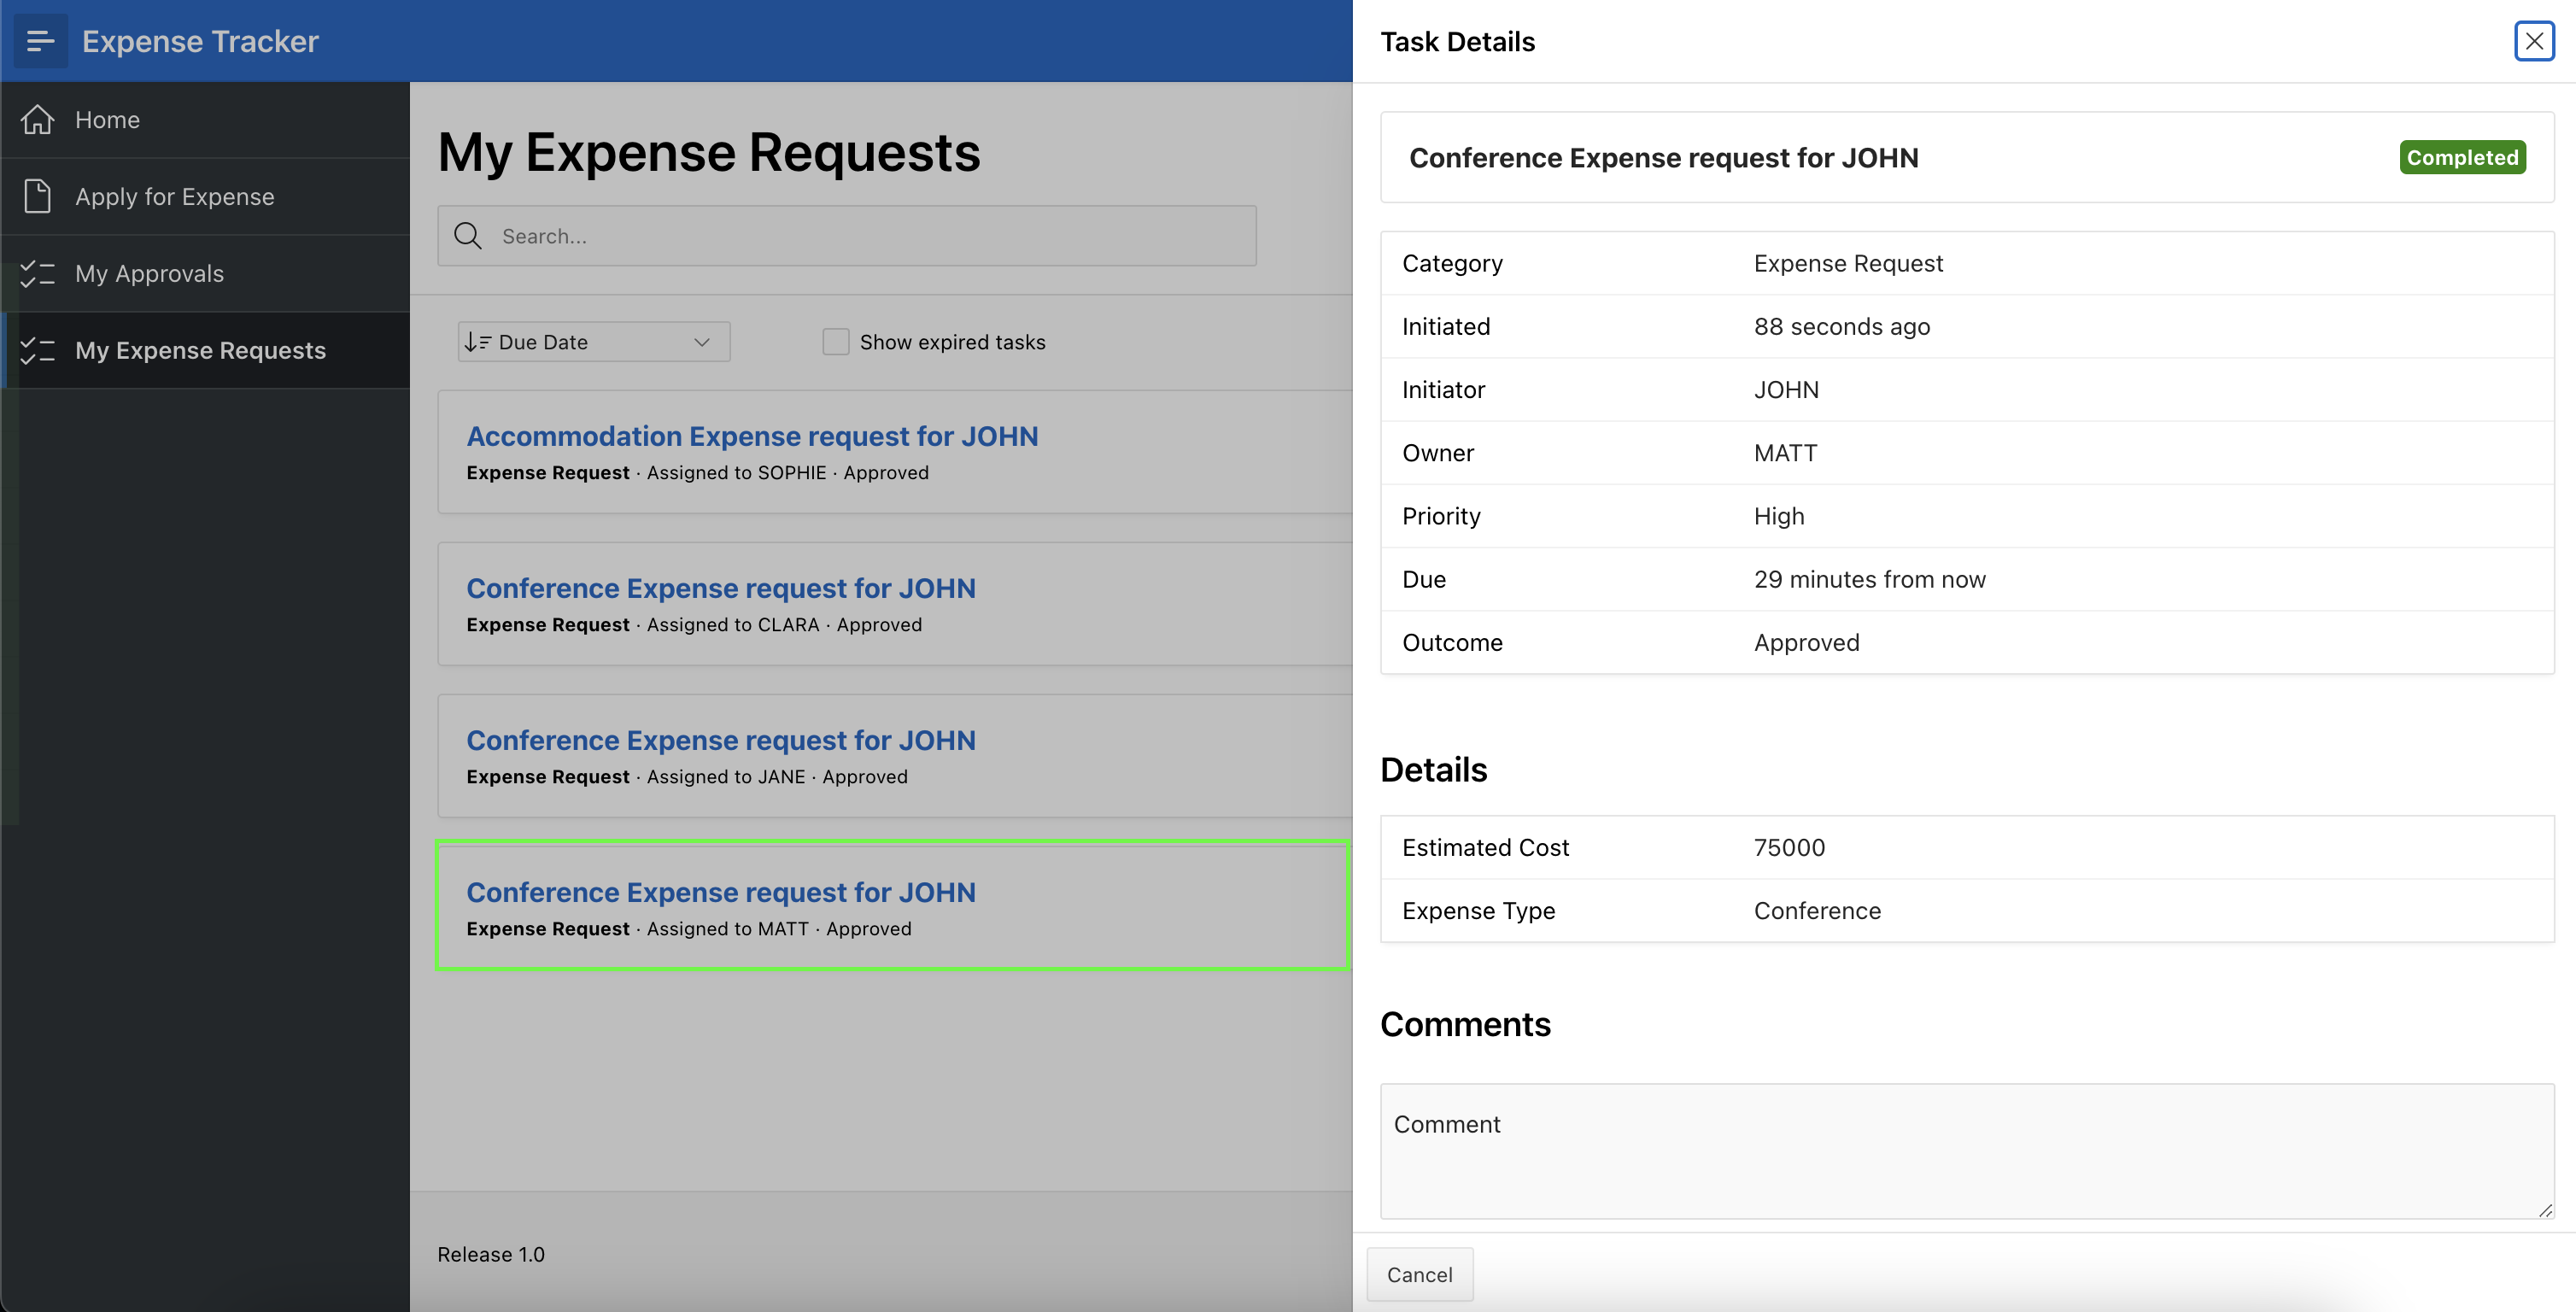 Expense Tracker
Home
Apply for Expense
My Approvals
My Expense Requests
My Expense Requests
Search...
Due Date
Show expired tasks
Accommodation Expense request for JOHN
Expense Request · Assigned to SOPHIE · Approved
Conference Expense request for JOHN
Expense Request · Assigned to CLARA · Approved
Conference Expense request for JOHN
Expense Request · Assigned to JANE · Approved
Conference Expense request for JOHN
Expense Request · Assigned to MATT · Approved
Release 1.0
Task Details
Conference Expense request for JOHN Completed
Category Expense Request
Initiated 88 seconds ago
Initiator JOHN
Owner MATT
Priority High
Due 29 minutes from now
Outcome Approved
Details
Estimated Cost 75000
Expense Type Conference
Comments
Comment
Cancel